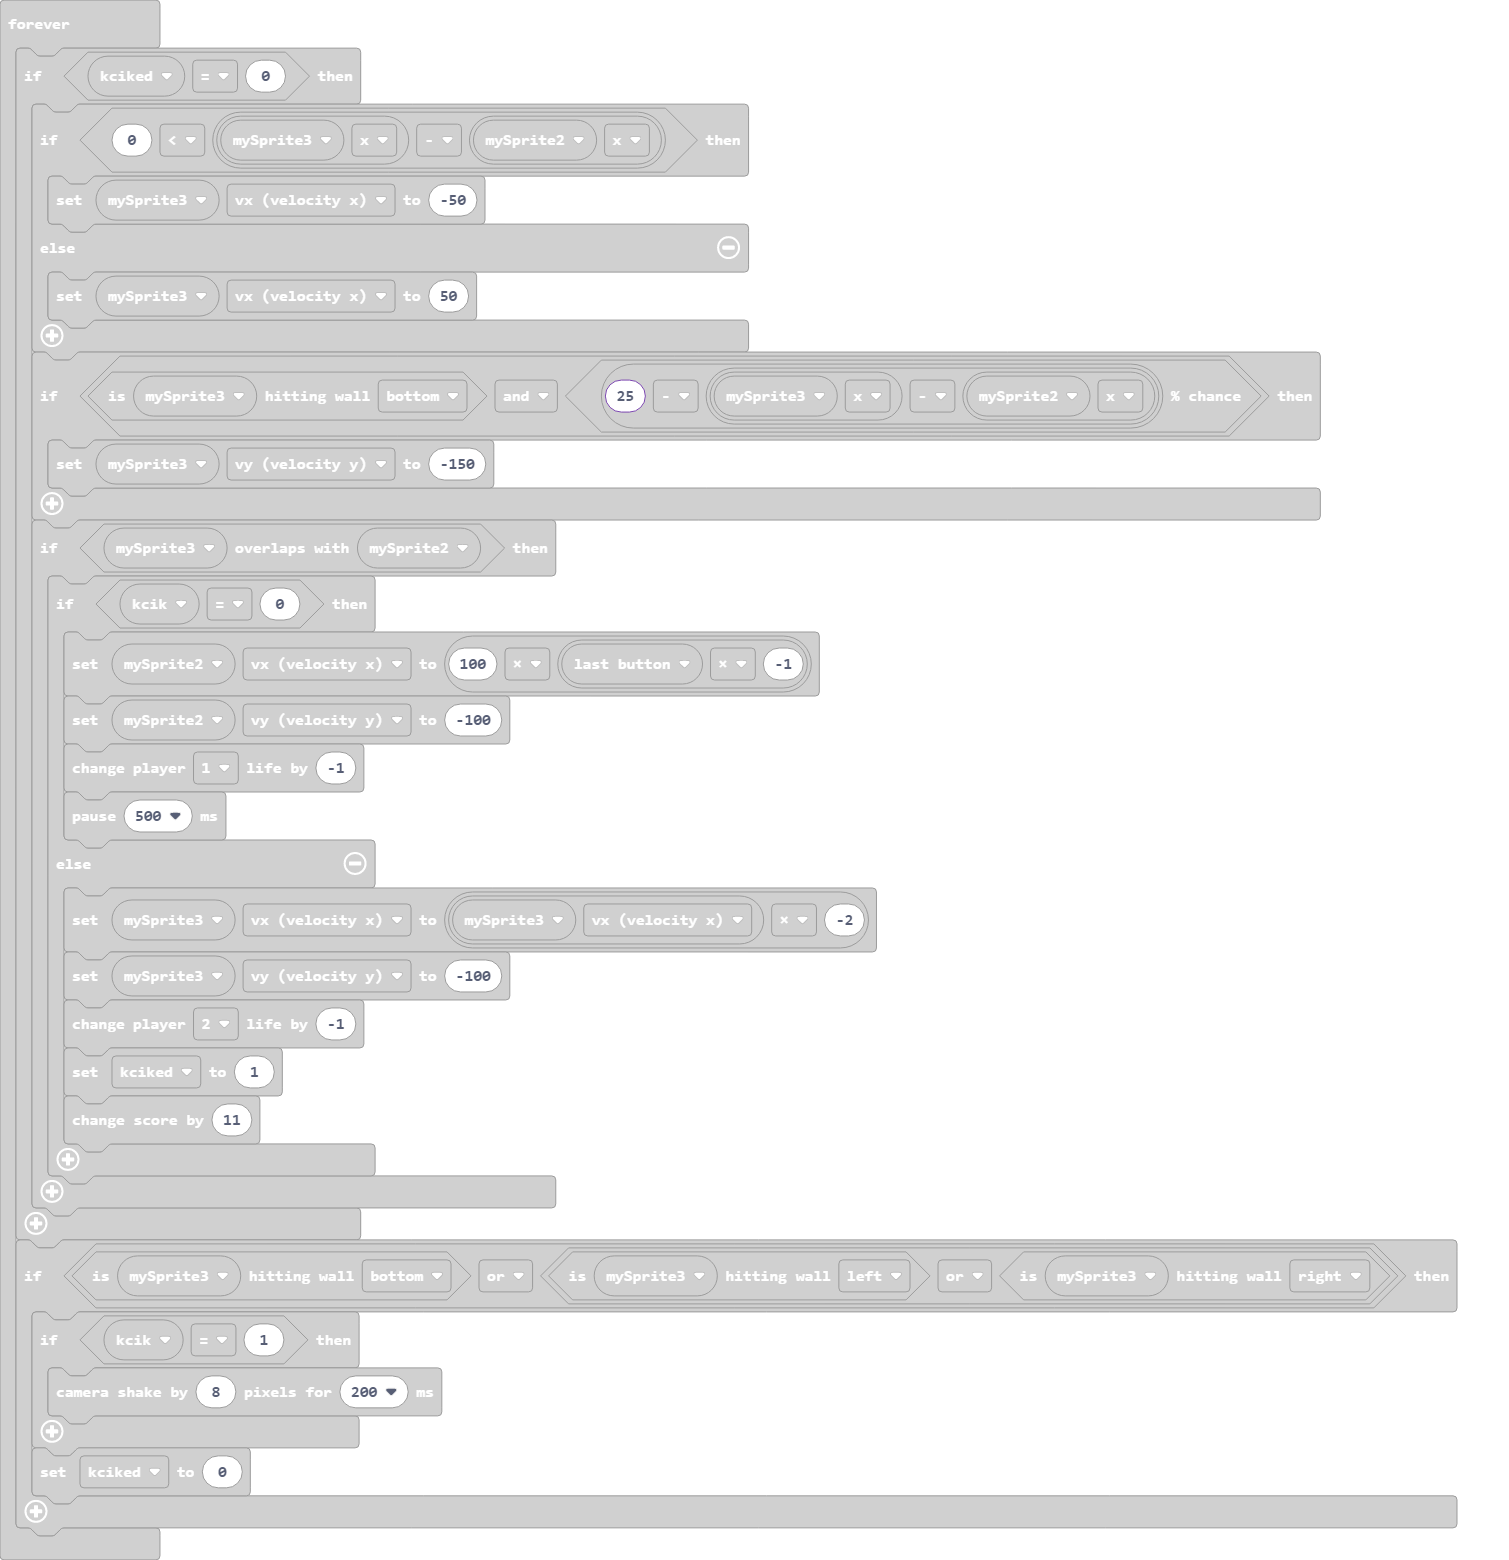 forever
if kciked = 0 then
if 0 < mySprite3 x - mySprite2 x then
set mySprite3 vx (velocity x) to -50
else
set mySprite3 vx (velocity x) to 50
if is mySprite3 hitting wall bottom and 25 - mySprite3 x - mySprite2 x % chance then
set mySprite3 vy (velocity y) to -150
if mySprite3 overlaps with mySprite2 then
if kcik = 0 then
set mySprite2 vx (velocity x) to 100 × last button × -1
set mySprite2 vy (velocity y) to -100
change player 1 life by -1
pause 500 ms
else
set mySprite3 vx (velocity x) to mySprite3 vx (velocity x) × -2
set mySprite3 vy (velocity y) to -100
change player 2 life by -1
set kciked to 1
change score by 11
if is mySprite3 hitting wall bottom or is mySprite3 hitting wall left or is mySprite3 hitting wall right then
if kcik = 1 then
camera shake by 8 pixels for 200 ms
set kciked to 0